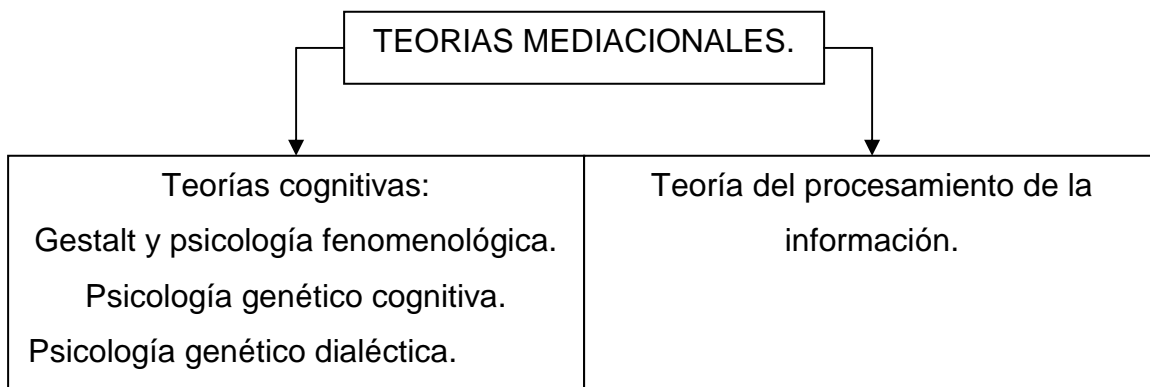 TEORIAS MEDIACIONALES.
Teorías cognitivas:
Gestalt y psicología fenomenológica.
Psicología genético cognitiva.
Psicología genético dialéctica.
Teoría del procesamiento de la
información.